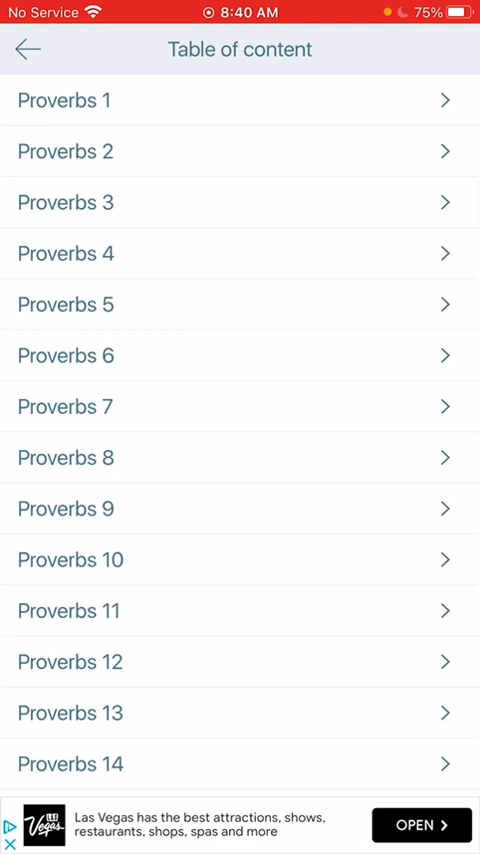 No Service 8:40 AM 75%
Table of content
Proverbs 1
Proverbs 2
Proverbs 3
Proverbs 4
Proverbs 5
Proverbs 6
Proverbs 7
Proverbs 8
Proverbs 9
Proverbs 10
Proverbs 11
Proverbs 12
Proverbs 13
Proverbs 14
LAS
Vegas
Las Vegas has the best attractions, shows,
restaurants, shops, spas and more
OPEN